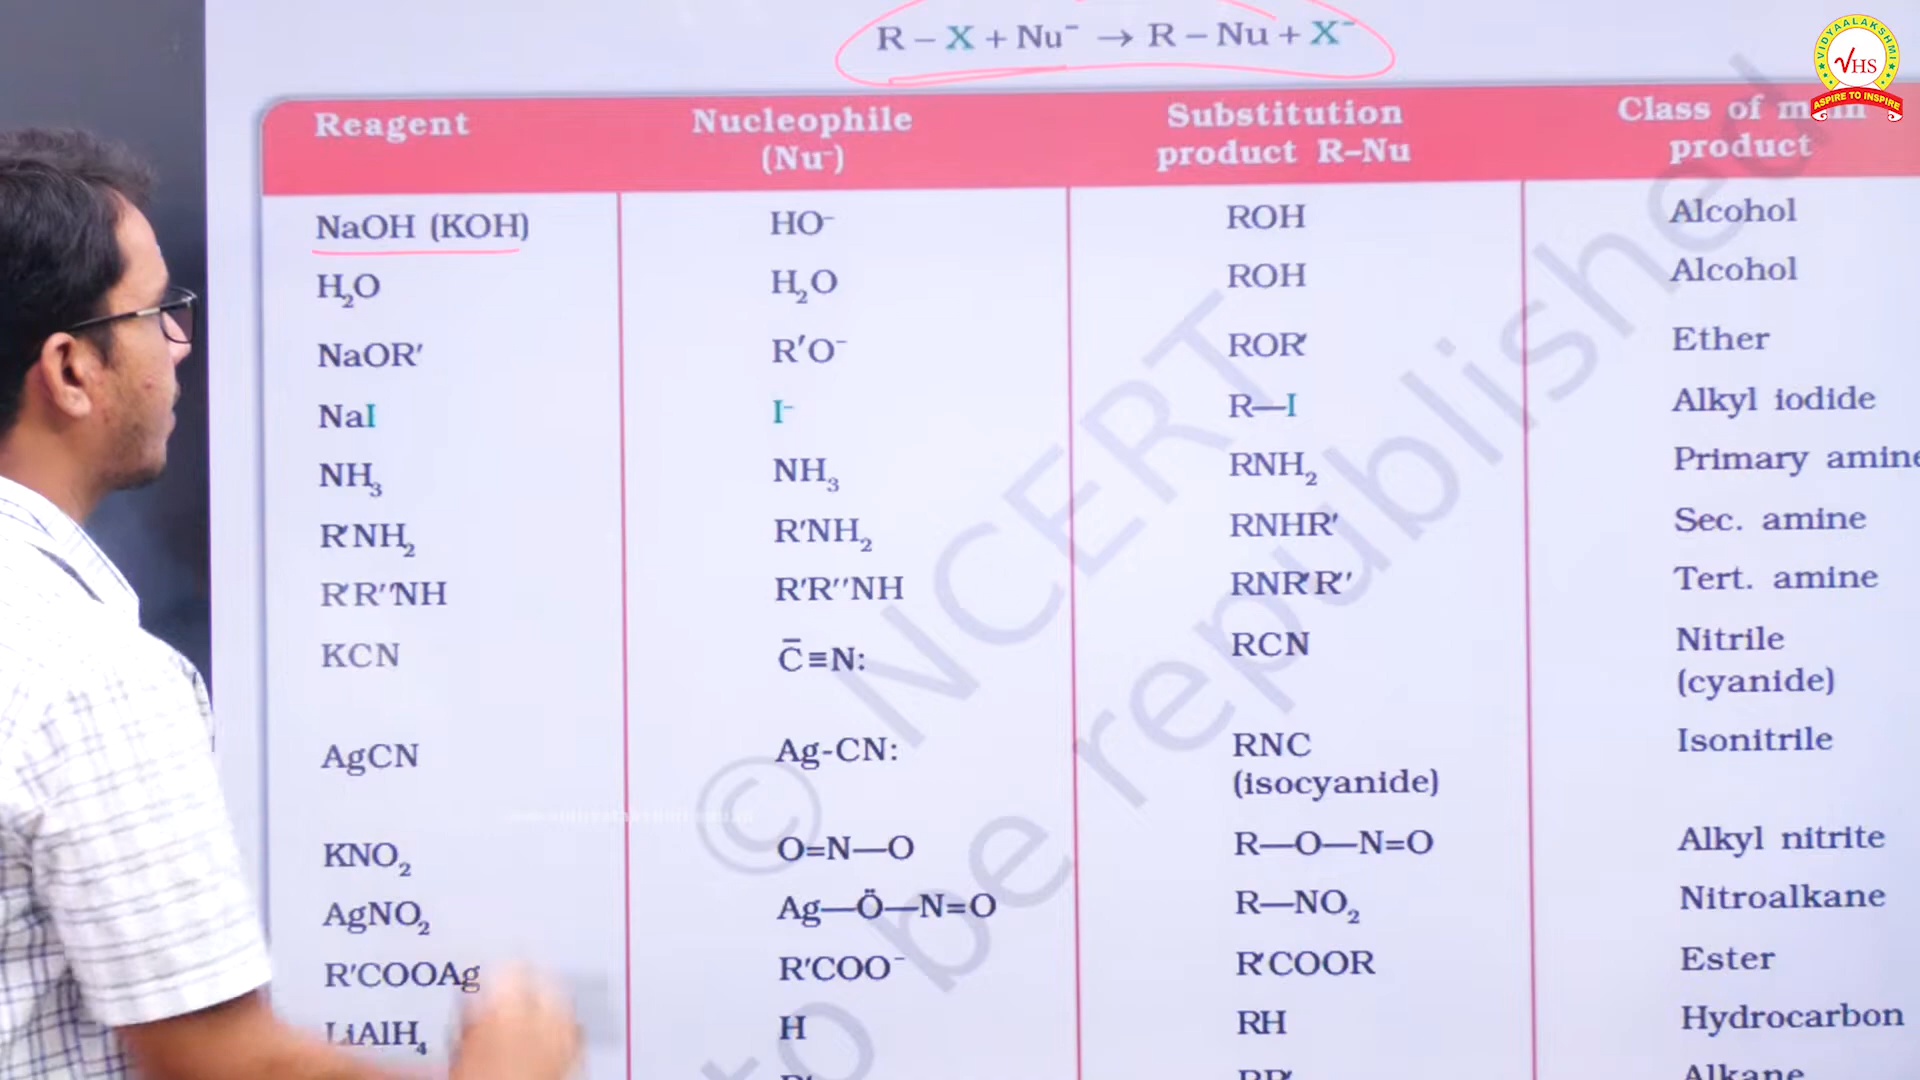 R – X + Nu⁻ → R – Nu + X⁻
VIDYAALAKSHMI
VHS
ASPIRE TO INSPIRE
Reagent Nucleophile (Nu⁻) Substitution product R–Nu Class of main product
NaOH (KOH) HO⁻ ROH Alcohol
H₂O H₂O ROH Alcohol
NaOR′ R′O⁻ ROR′ Ether
NaI I⁻ R—I Alkyl iodide
NH₃ NH₃ RNH₂ Primary amine
R′NH₂ R′NH₂ RNHR′ Sec. amine
R′R′′NH R′R′′NH RNR′R′′ Tert. amine
KCN C̄≡N: RCN Nitrile (cyanide)
AgCN Ag-CN: RNC (isocyanide) Isonitrile
KNO₂ O=N—O R—O—N=O Alkyl nitrite
AgNO₂ Ag—Ö—N=O R—NO₂ Nitroalkane
R′COOAg R′COO⁻ R′COOR Ester
LiAlH₄ H RH Hydrocarbon
R′ RR′ Alkane
© NCERT
to be republished